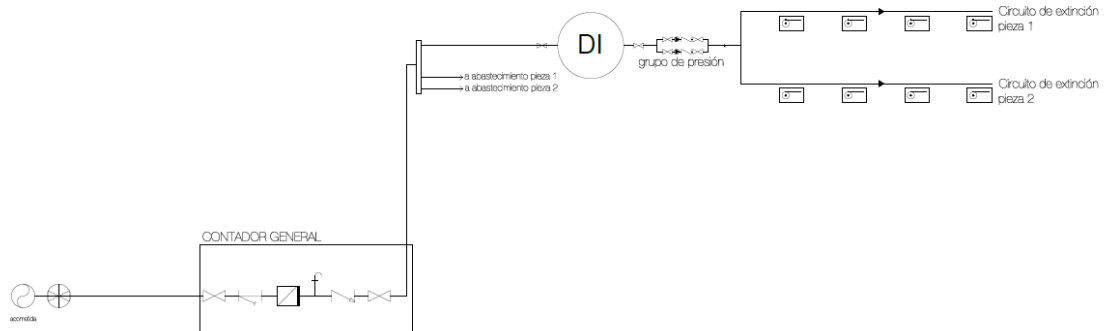 Circuito de extinción
pieza 1
DI
grupo de presión
a abastecimiento pieza 1
a abastecimiento pieza 2
Circuito de extinción
pieza 2
CONTADOR GENERAL
acometida